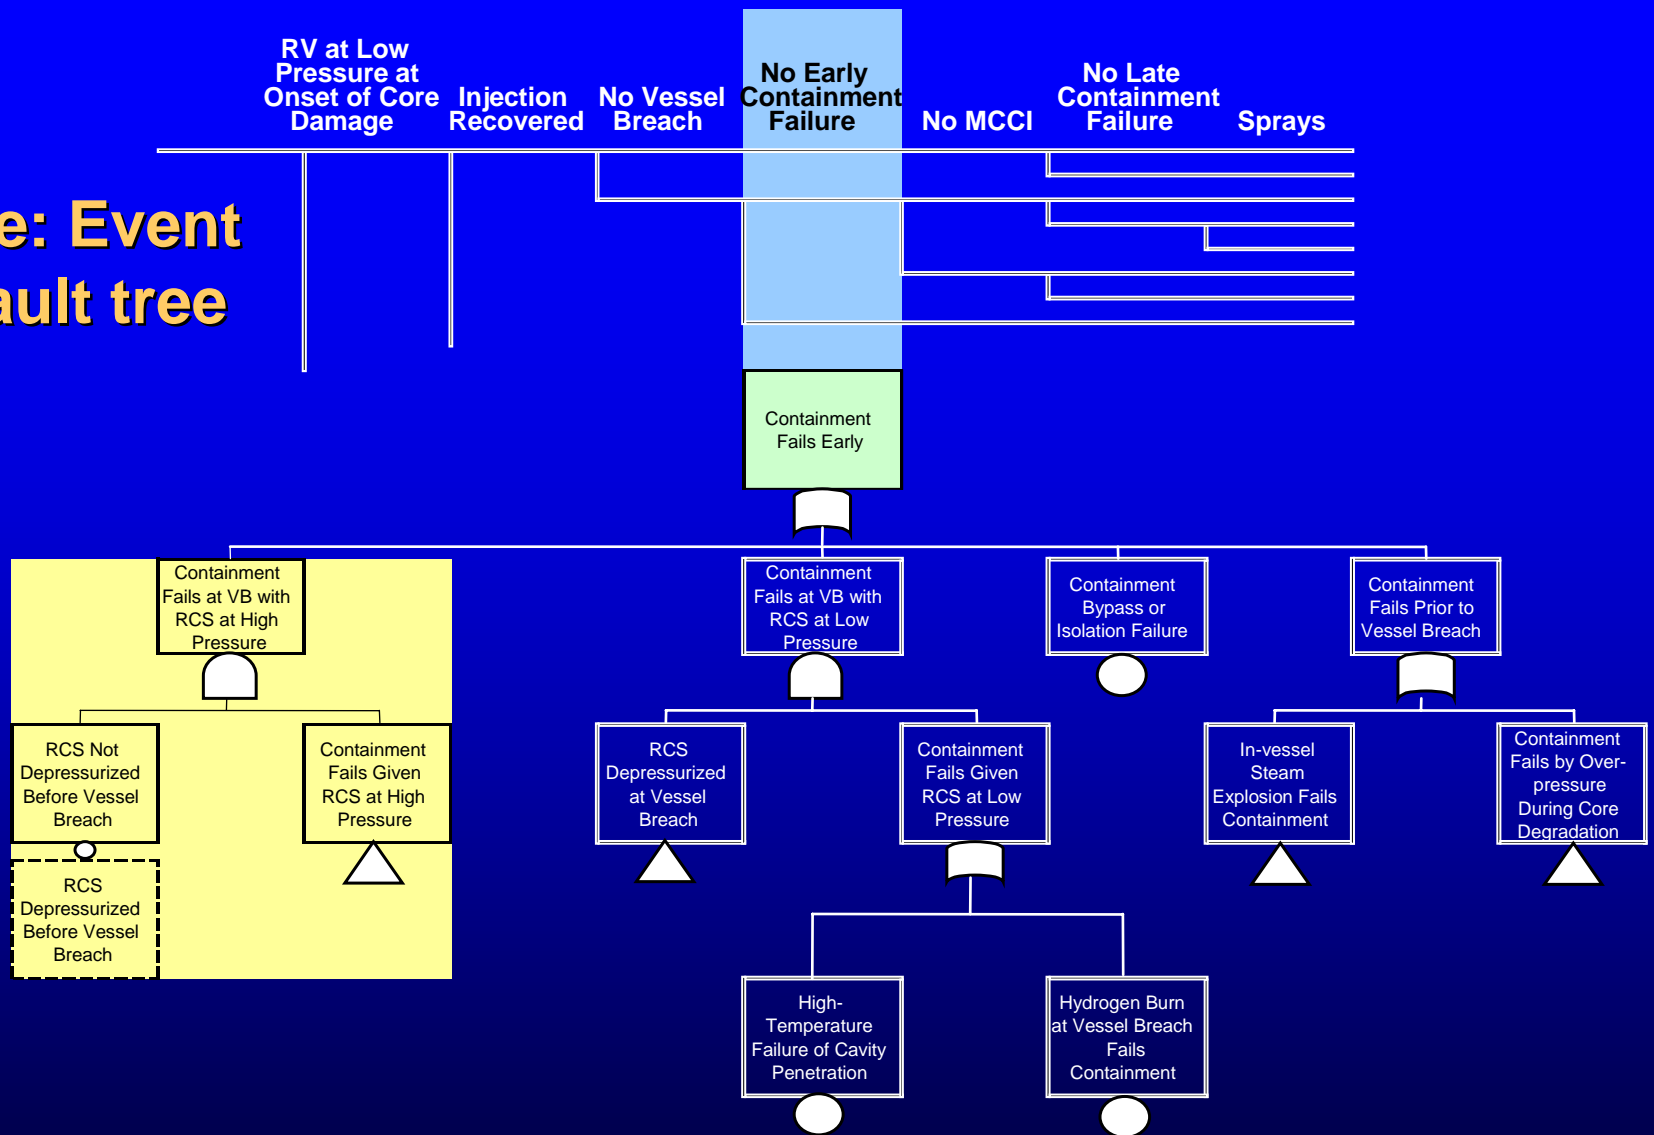 RV at Low
Pressure at
Onset of Core
Damage
Injection
Recovered
No Vessel
Breach
No Early
Containment
Failure
No MCCI
No Late
Containment
Failure
Sprays
e: Event
ault tree
Containment
Fails Early
Containment
Fails at VB with
RCS at High
Pressure
Containment
Fails at VB with
RCS at Low
Pressure
Containment
Bypass or
Isolation Failure
Containment
Fails Prior to
Vessel Breach
RCS Not
Depressurized
Before Vessel
Breach
Containment
Fails Given
RCS at High
Pressure
RCS
Depressurized
at Vessel
Breach
Containment
Fails Given
RCS at Low
Pressure
In-vessel
Steam
Explosion Fails
Containment
Containment
Fails by Over-
pressure
During Core
Degradation
RCS
Depressurized
Before Vessel
Breach
High-
Temperature
Failure of Cavity
Penetration
Hydrogen Burn
at Vessel Breach
Fails
Containment